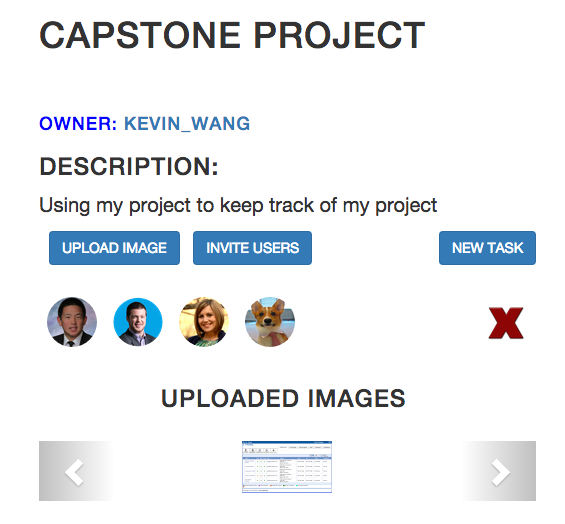 CAPSTONE PROJECT
OWNER: KEVIN_WANG
DESCRIPTION:
Using my project to keep track of my project
UPLOAD IMAGE INVITE USERS NEW TASK
X
UPLOADED IMAGES